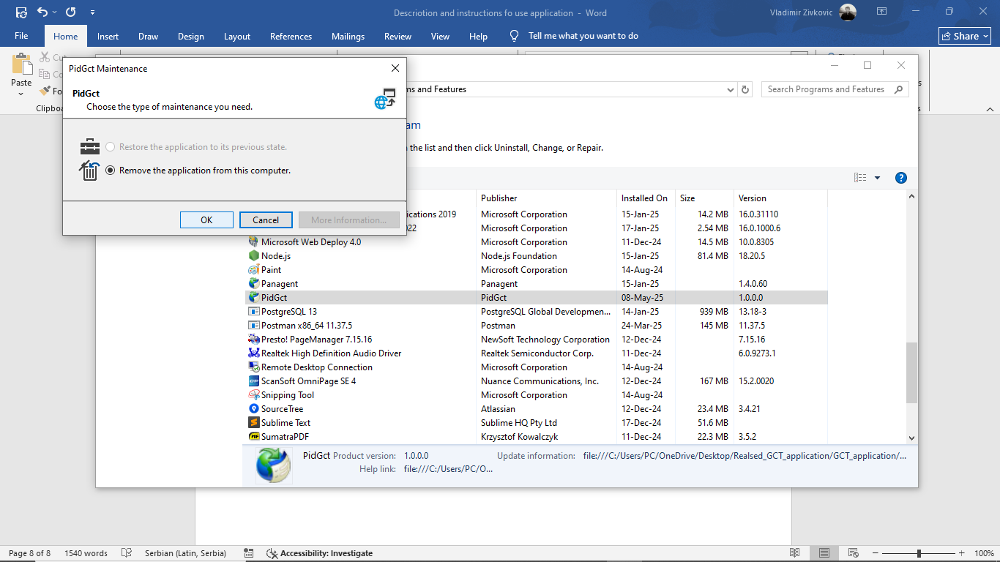 Descriotion and instructions fo use application - Word
Vladimir Zivkovic
File Home Insert Draw Design Layout References Mailings Review View Help Tell me what you want to do Share
Paste
Cu
Co
Fo
Clipboa
PidGct Maintenance
PidGct
Choose the type of maintenance you need.
Restore the application to its previous state.
Remove the application from this computer.
OK Cancel More Information...
ms and Features
Search Programs and Features
am
the list and then click Uninstall, Change, or Repair.
Publisher Installed On Size Version
ications 2019 Microsoft Corporation 15-Jan-25 14.2 MB 16.0.31110
022 Microsoft Corporation 17-Jan-25 2.54 MB 16.0.1000.6
Microsoft Web Deploy 4.0 Microsoft Corporation 11-Dec-24 14.5 MB 10.0.8305
Node.js Node.js Foundation 15-Jan-25 81.4 MB 18.20.5
Paint Microsoft Corporation 14-Aug-24
Panagent Panagent 15-Jan-25 1.4.0.60
PidGct PidGct 08-May-25 1.0.0.0
PostgreSQL 13 PostgreSQL Global Developmen... 14-Jan-25 939 MB 13.18-3
Postman x86_64 11.37.5 Postman 24-Mar-25 145 MB 11.37.5
Presto! PageManager 7.15.16 NewSoft Technology Corporation 12-Dec-24 7.15.16
Realtek High Definition Audio Driver Realtek Semiconductor Corp. 11-Dec-24 6.0.9273.1
Remote Desktop Connection Microsoft Corporation 14-Aug-24
ScanSoft OmniPage SE 4 Nuance Communications, Inc. 12-Dec-24 167 MB 15.2.0020
Snipping Tool Microsoft Corporation 14-Aug-24
SourceTree Atlassian 12-Dec-24 23.4 MB 3.4.21
Sublime Text Sublime HQ Pty Ltd 17-Dec-24 51.6 MB
SumatraPDF Krzysztof Kowalczyk 11-Dec-24 22.3 MB 3.5.2
PidGct Product version: 1.0.0.0 Update information: file:///C:/Users/PC/OneDrive/Desktop/Realsed_GCT_application/GCT_application/...
Help link: file:///C:/Users/PC/O...
Page 8 of 8 1540 words Serbian (Latin, Serbia) Accessibility: Investigate 100%